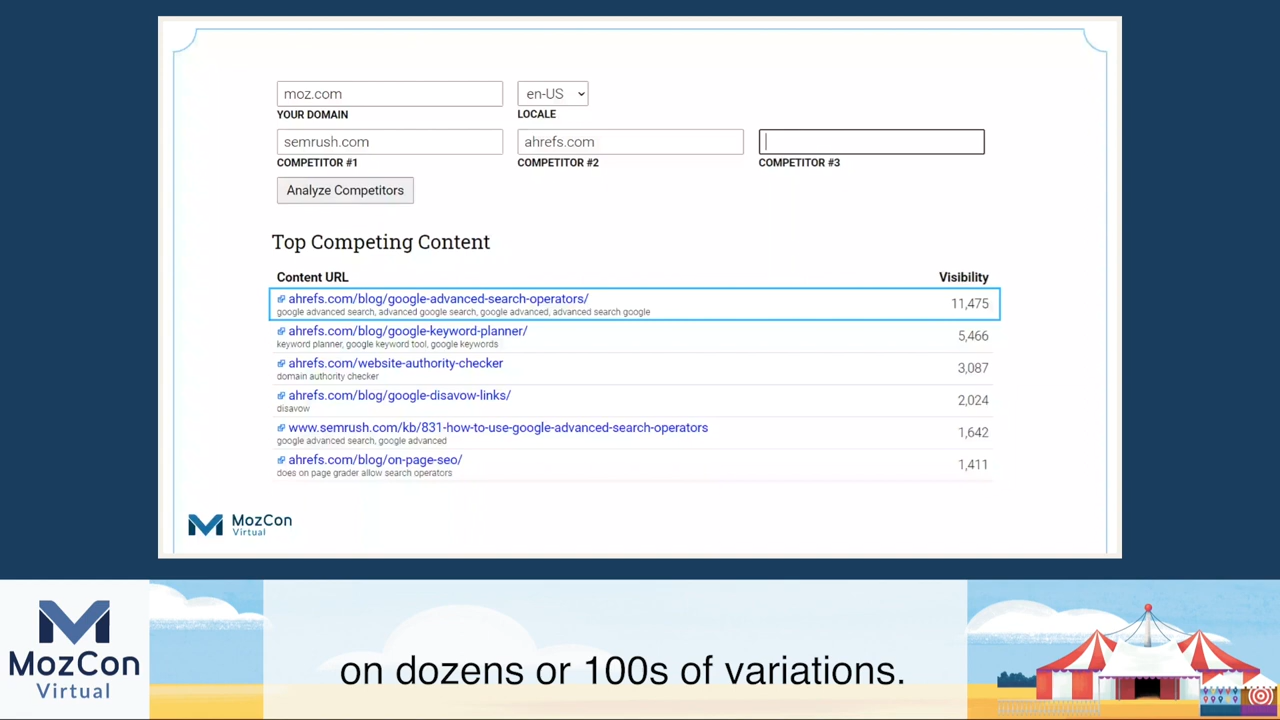 moz.com
en-US
YOUR DOMAIN
LOCALE
semrush.com
ahrefs.com
COMPETITOR #1
COMPETITOR #2
COMPETITOR #3
Analyze Competitors
Top Competing Content
Content URL
Visibility
ahrefs.com/blog/google-advanced-search-operators/
google advanced search, advanced google search, google advanced, advanced search google
11,475
ahrefs.com/blog/google-keyword-planner/
keyword planner, google keyword tool, google keywords
5,466
ahrefs.com/website-authority-checker
domain authority checker
3,087
ahrefs.com/blog/google-disavow-links/
disavow
2,024
www.semrush.com/kb/831-how-to-use-google-advanced-search-operators
google advanced search, google advanced
1,642
ahrefs.com/blog/on-page-seo/
does on page grader allow search operators
1,411
MozCon
Virtual
MozCon
Virtual
on dozens or 100s of variations.